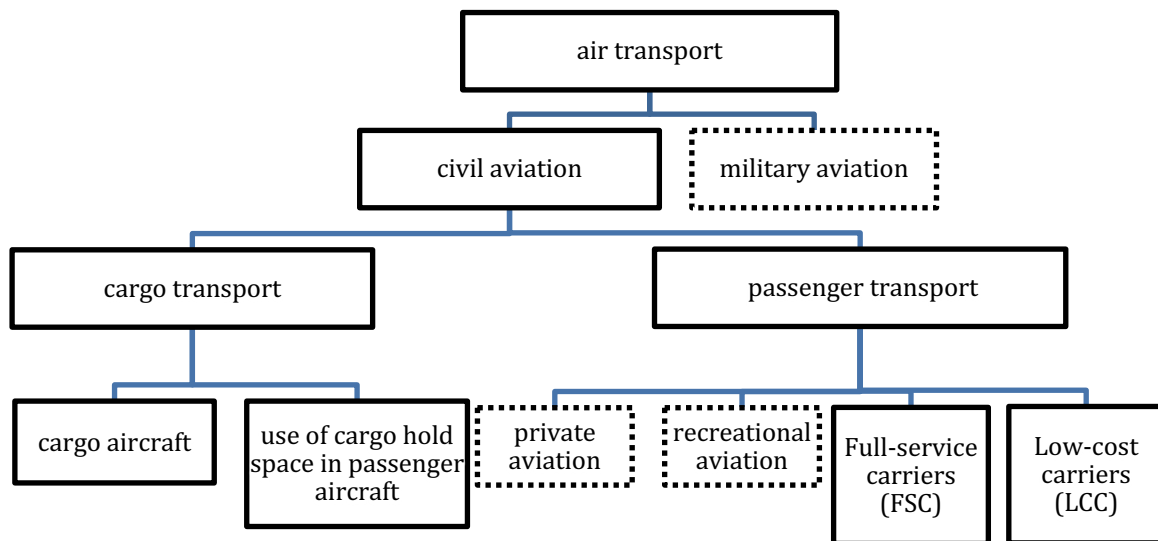 air transport
civil aviation
military aviation
cargo transport
passenger transport
cargo aircraft
use of cargo hold
space in passenger
aircraft
private
aviation
recreational
aviation
Full-service
carriers
(FSC)
Low-cost
carriers
(LCC)